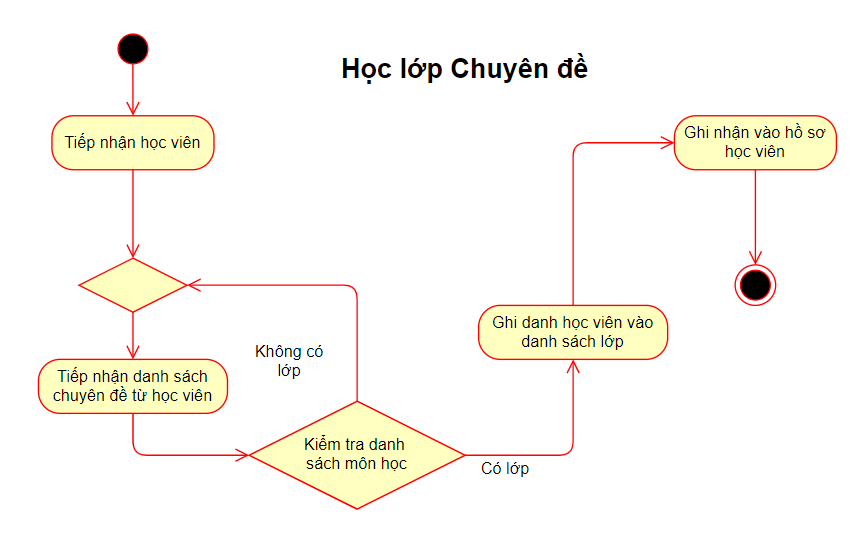 Học lớp Chuyên đề
Tiếp nhận học viên
Tiếp nhận danh sách
chuyên đề từ học viên
Không có
lớp
Kiểm tra danh
sách môn học
Có lớp
Ghi danh học viên vào
danh sách lớp
Ghi nhận vào hồ sơ
học viên